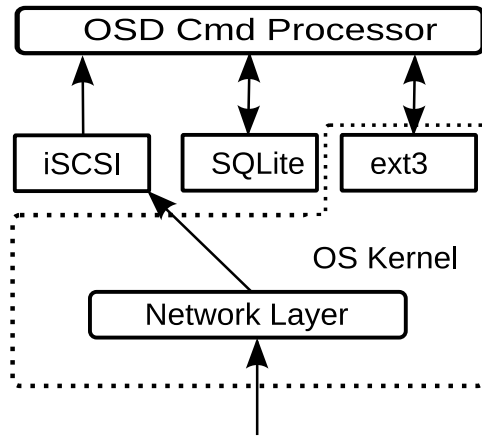 OSD Cmd Processor
iSCSI
SQLite
ext3
OS Kernel
Network Layer